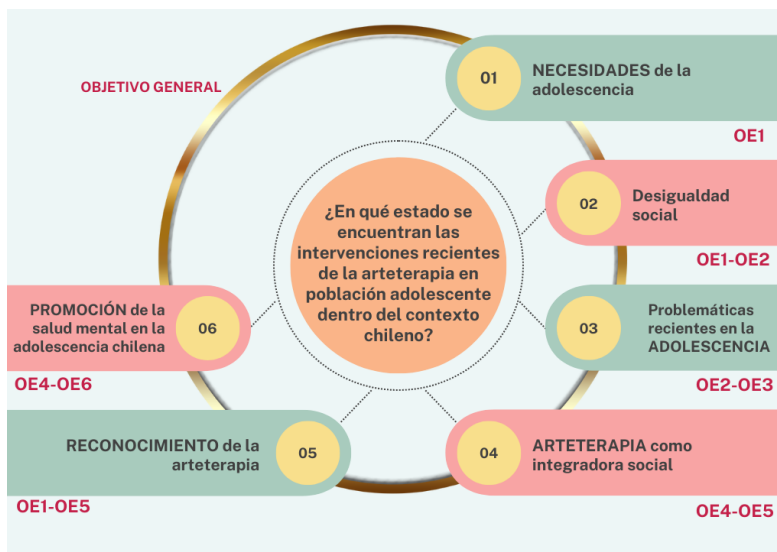 OBJETIVO GENERAL
¿En qué estado se
encuentran las
intervenciones recientes
de la arteterapia en
población adolescente
dentro del contexto
chileno?
01
NECESIDADES de la
adolescencia
OE1
02
Desigualdad
social
OE1-OE2
03
Problemáticas
recientes en la
ADOLESCENCIA
OE2-OE3
04
ARTETERAPIA como
integradora social
OE4-OE5
05
RECONOCIMIENTO de la
arteterapia
OE1-OE5
06
PROMOCIÓN de la
salud mental en la
adolescencia chilena
OE4-OE6